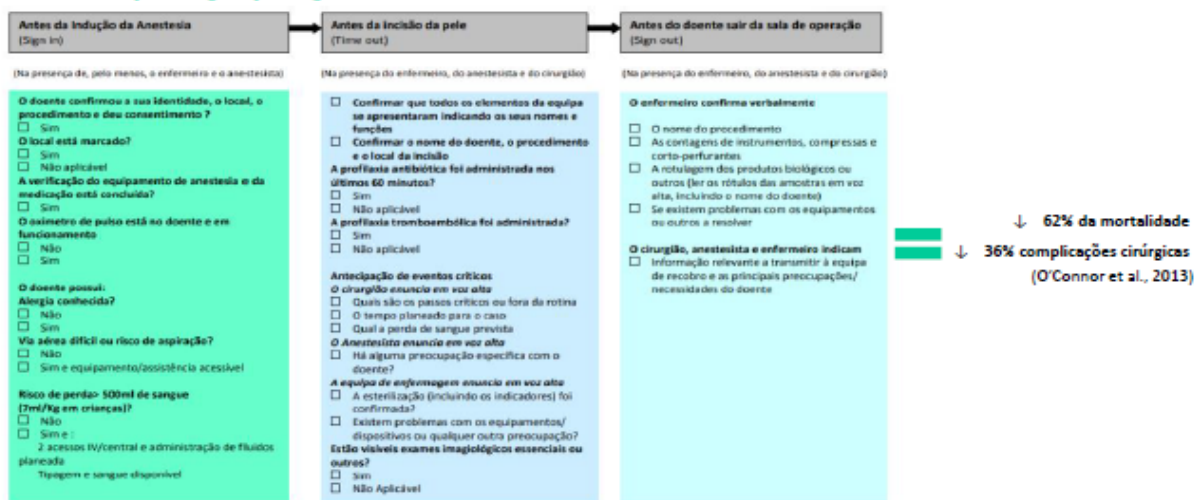 Antes da Indução da Anestesia
(Sign in)
(Na presença de, pelo menos, o enfermeiro e o anestesista)
O doente confirmou a sua identidade, o local, o
procedimento e deu consentimento ?
☐ Sim
O local está marcado?
☐ Sim
☐ Não aplicável
A verificação do equipamento de anestesia e da
medicação está concluída?
☐ Sim
O oxímetro de pulso está no doente e em
funcionamento
☐ Não
☐ Sim
O doente possui:
Alergia conhecida?
☐ Não
☐ Sim
Via aérea difícil ou risco de aspiração?
☐ Não
☐ Sim e equipamento/assistência acessível
Risco de perda> 500ml de sangue
(7ml/Kg em crianças)?
☐ Não
☐ Sim e :
2 acessos IV/central e administração de fluidos
planeada
Tipagem e sangue disponível
Antes da incisão da pele
(Time out)
(Na presença do enfermeiro, do anestesista e do cirurgião)
☐ Confirmar que todos os elementos da equipa
se apresentaram indicando os seus nomes e
funções
☐ Confirmar o nome do doente, o procedimento
e o local da incisão
A profilaxia antibiótica foi administrada nos
últimos 60 minutos?
☐ Sim
☐ Não aplicável
A profilaxia tromboembólica foi administrada?
☐ Sim
☐ Não aplicável
Antecipação de eventos críticos
O cirurgião enuncia em voz alta
☐ Quais são os passos críticos ou fora da rotina
☐ O tempo planeado para o caso
☐ Qual a perda de sangue prevista
O Anestesista enuncia em voz alta
☐ Há alguma preocupação específica com o
doente?
A equipa de enfermagem enuncia em voz alta
☐ A esterilização (incluindo os indicadores) foi
confirmada?
☐ Existem problemas com os equipamentos/
dispositivos ou qualquer outra preocupação?
Estão visíveis exames imagiológicos essenciais ou
outros?
☐ Sim
☐ Não Aplicável
Antes do doente sair da sala de operação
(Sign out)
(Na presença do enfermeiro, do anestesista e do cirurgião)
O enfermeiro confirma verbalmente
☐ O nome do procedimento
☐ As contagens de instrumentos, compressas e
corto-perfurantes
☐ A rotulagem dos produtos biológicos ou
outros (ler os rótulos das amostras em voz
alta, incluindo o nome do doente)
☐ Se existem problemas com os equipamentos
ou outros a resolver
O cirurgião, anestesista e enfermeiro indicam
☐ Informação relevante a transmitir à equipa
de recobro e as principais preocupações/
necessidades do doente
↓ 62% da mortalidade
↓ 36% complicações cirúrgicas
(O'Connor et al., 2013)